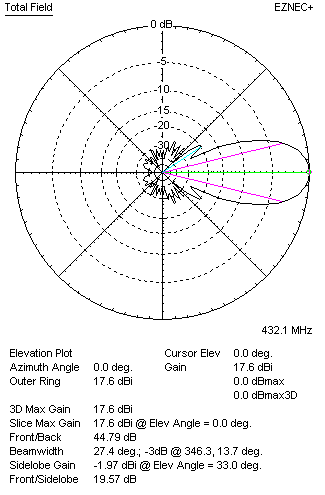 Total Field EZNEC+
0 dB
-5
-10
-15
-20
-30
432.1 MHz
Elevation Plot Cursor Elev 0.0 deg.
Azimuth Angle 0.0 deg. Gain 17.6 dBi
Outer Ring 17.6 dBi 0.0 dBmax
0.0 dBmax3D
3D Max Gain 17.6 dBi
Slice Max Gain 17.6 dBi @ Elev Angle = 0.0 deg.
Front/Back 44.79 dB
Beamwidth 27.4 deg.; -3dB @ 346.3, 13.7 deg.
Sidelobe Gain -1.97 dBi @ Elev Angle = 33.0 deg.
Front/Sidelobe 19.57 dB